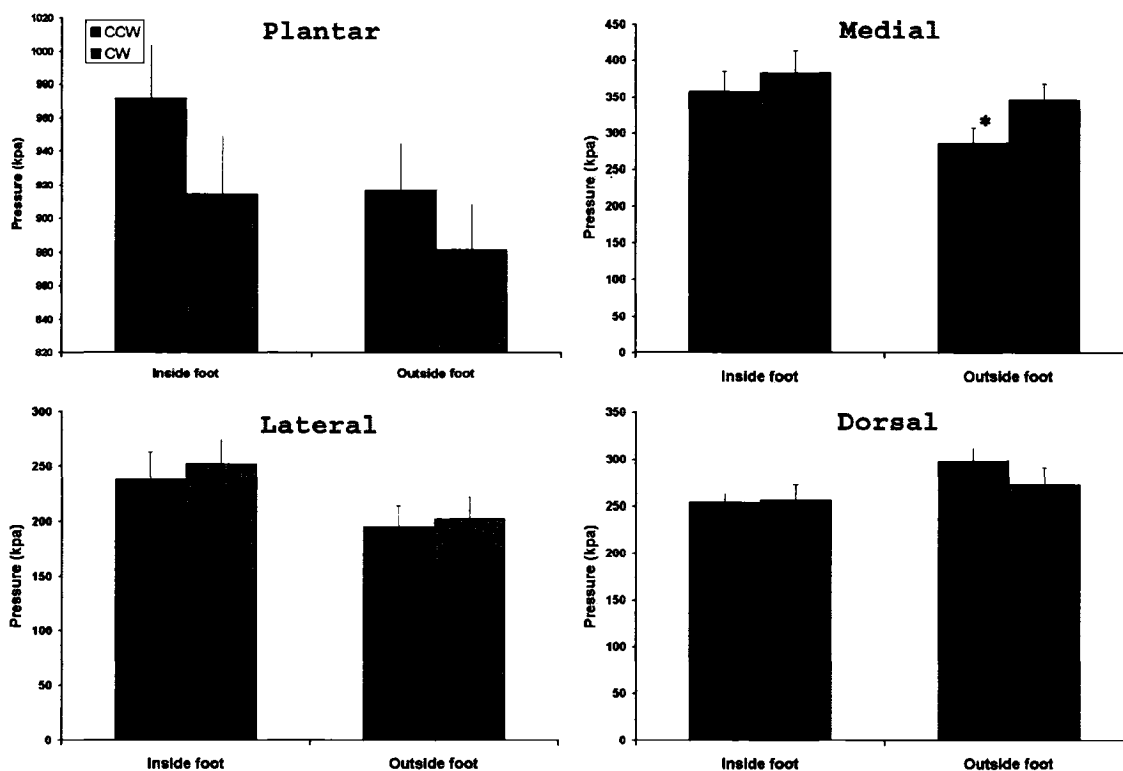 Plantar
CCW
CW
Pressure (kpa)
1020
1000
980
960
940
920
900
880
860
840
820
Inside foot
Outside foot
Medial
Pressure (kpa)
450
400
350
300
250
200
150
100
50
0
*
Inside foot
Outside foot
Lateral
Pressure (kpa)
300
250
200
150
100
50
0
Inside foot
Outside foot
Dorsal
Pressure (kpa)
350
300
250
200
150
100
50
0
Inside foot
Outside foot